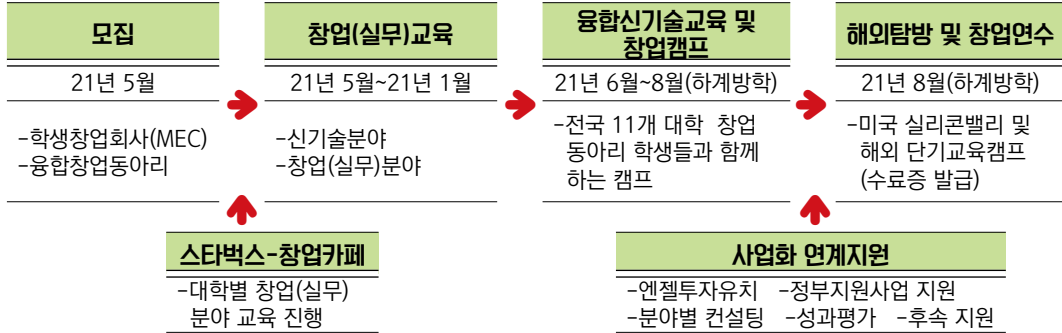 모집
21년 5월
-학생창업회사(MEC)
-융합창업동아리
창업(실무)교육
21년 5월~21년 1월
-신기술분야
-창업(실무)분야
융합신기술교육 및
창업캠프
21년 6월~8월(하계방학)
-전국 11개 대학 창업
동아리 학생들과 함께
하는 캠프
해외탐방 및 창업연수
21년 8월(하계방학)
-미국 실리콘밸리 및
해외 단기교육캠프
(수료증 발급)
스타벅스-창업카페
-대학별 창업(실무)
분야 교육 진행
사업화 연계지원
-엔젤투자유치 -정부지원사업 지원
-분야별 컨설팅 -성과평가 -후속 지원